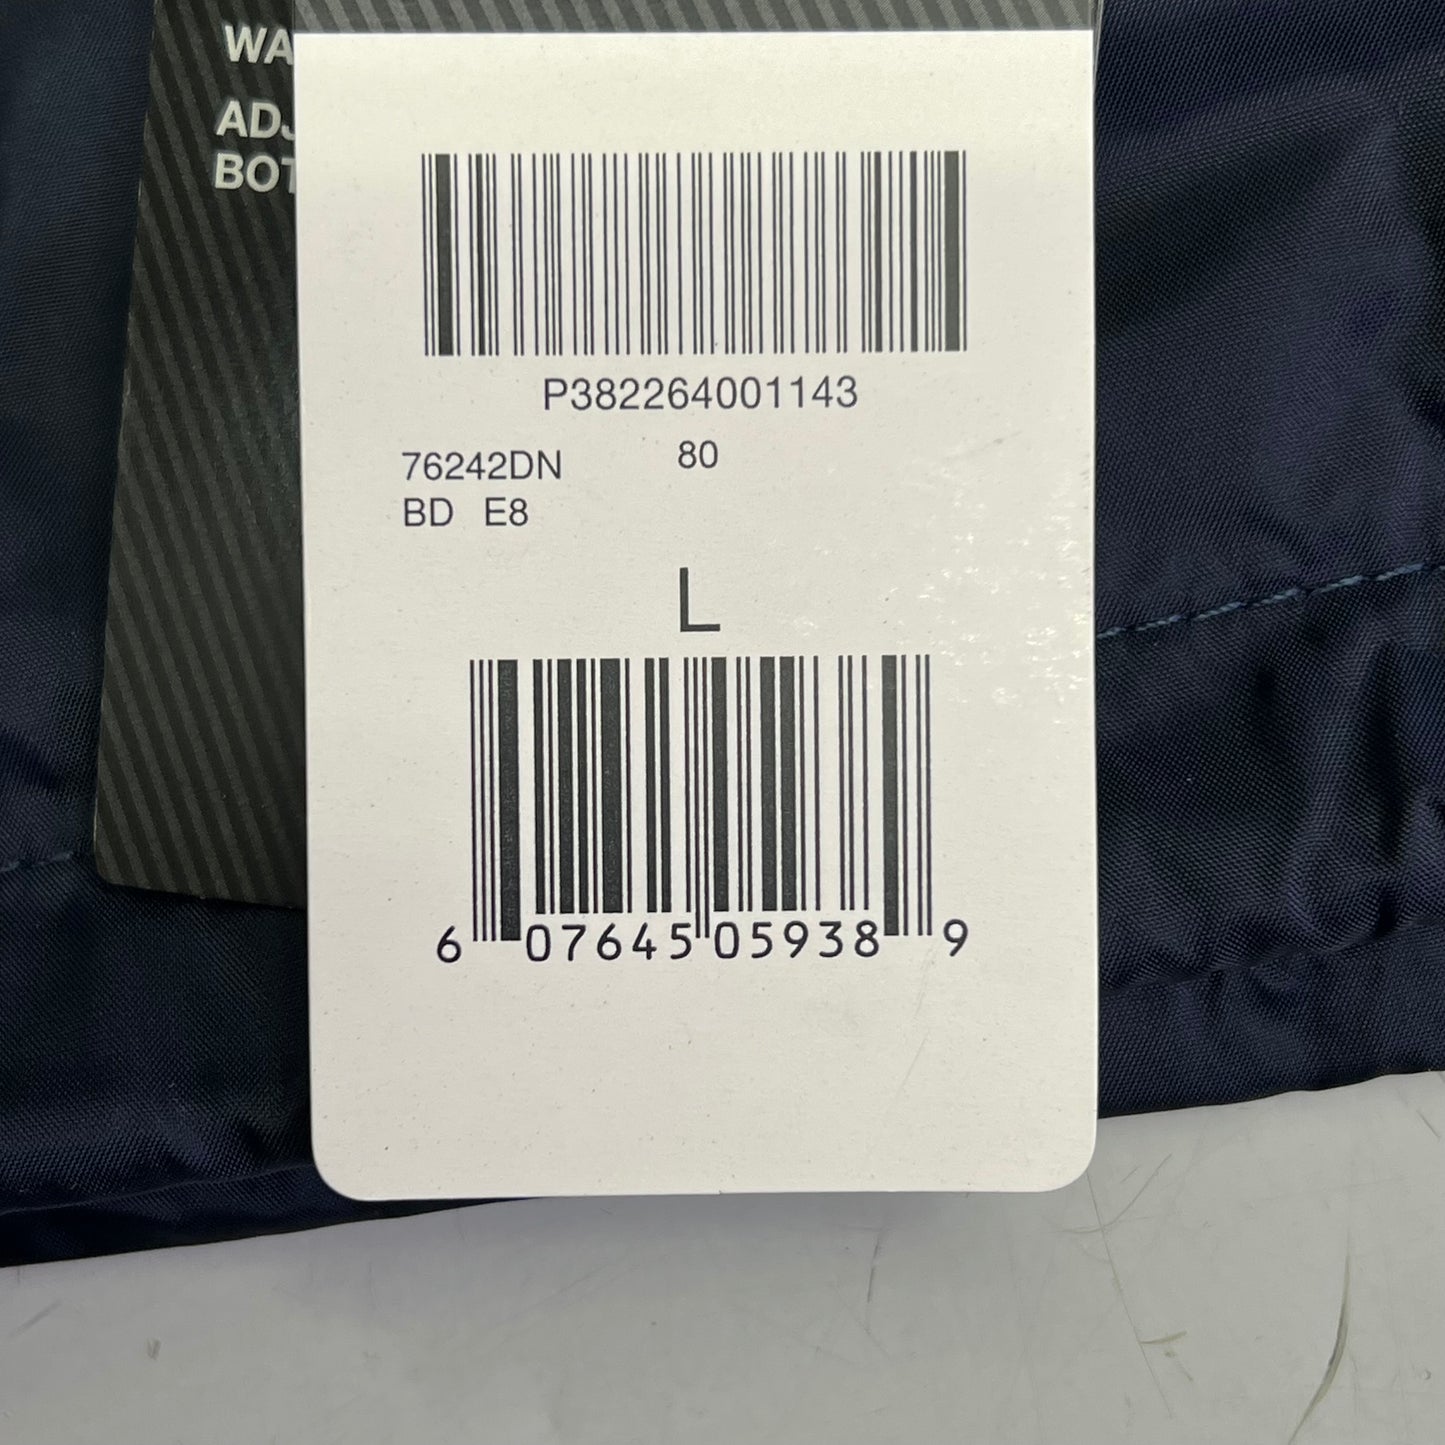 WA
ADJ
BOT
P382264001143
76242DN 80
BD E8
L
6 07645 05938 9